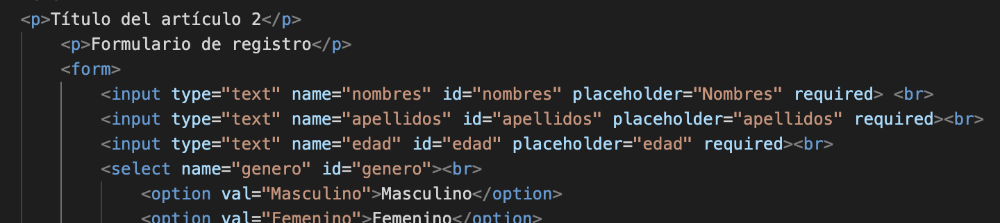 <p>Título del artículo 2</p>
<p>Formulario de registro</p>
<form>
<input type="text" name="nombres" id="nombres" placeholder="Nombres" required> <br>
<input type="text" name="apellidos" id="apellidos" placeholder="apellidos" required><br>
<input type="text" name="edad" id="edad" placeholder="edad" required><br>
<select name="genero" id="genero"><br>
<option val="Masculino">Masculino</option>
<option val="Femenino">Femenino</option>